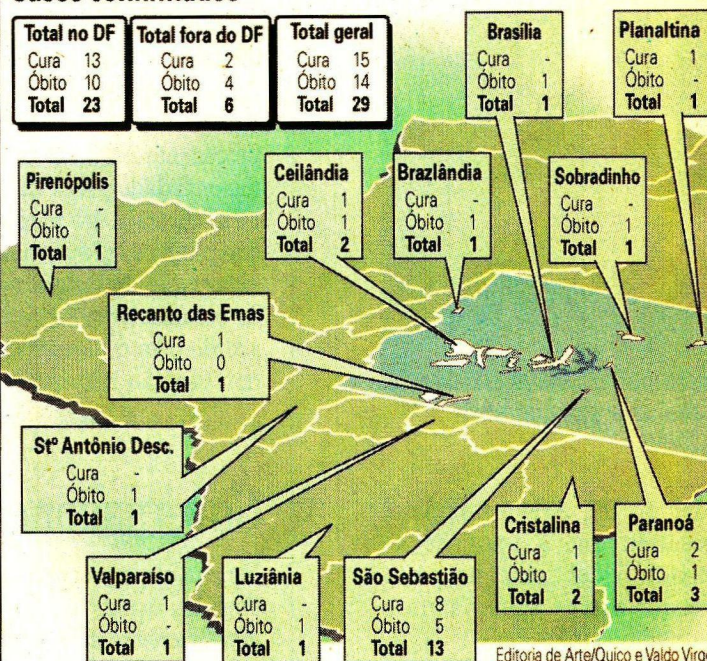 Total no DF
Cura 13
Óbito 10
Total 23
Total fora do DF
Cura 2
Óbito 4
Total 6
Total geral
Cura 15
Óbito 14
Total 29
Brasília
Cura -
Óbito 1
Total 1
Planaltina
Cura 1
Óbito -
Total 1
Pirenópolis
Cura -
Óbito 1
Total 1
Ceilândia
Cura 1
Óbito 1
Total 2
Brazlândia
Cura -
Óbito 1
Total 1
Sobradinho
Cura -
Óbito 1
Total 1
Recanto das Emas
Cura 1
Óbito 0
Total 1
Stº Antônio Desc.
Cura -
Óbito 1
Total 1
Valparaíso
Cura 1
Óbito -
Total 1
Luziânia
Cura -
Óbito 1
Total 1
São Sebastião
Cura 8
Óbito 5
Total 13
Cristalina
Cura 1
Óbito 1
Total 2
Paranoá
Cura 2
Óbito 1
Total 3
Editoria de Arte/Quico e Valdo